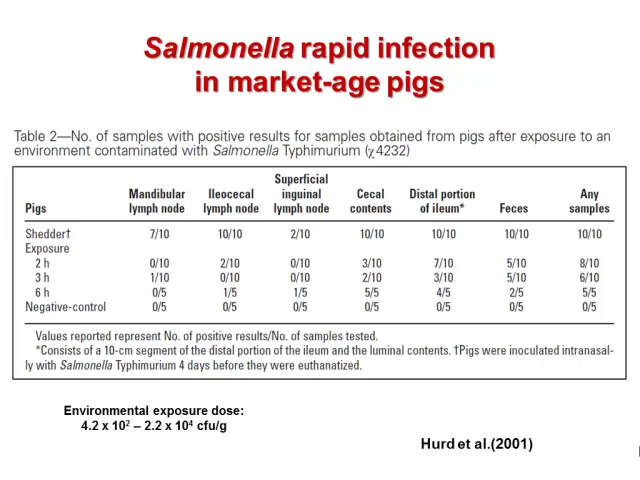 Salmonella rapid infection
in market-age pigs
Table 2—No. of samples with positive results for samples obtained from pigs after exposure to an
environment contaminated with Salmonella Typhimurium (χ4232)
Superficial
Mandibular Ileocecal inguinal Cecal Distal portion Any
Pigs lymph node lymph node lymph node contents of ileum* Feces samples
Shedder† 7/10 10/10 2/10 10/10 10/10 10/10 10/10
Exposure
2 h 0/10 2/10 0/10 3/10 7/10 5/10 8/10
3 h 1/10 0/10 0/10 2/10 3/10 5/10 6/10
6 h 0/5 1/5 1/5 5/5 4/5 2/5 5/5
Negative-control 0/5 0/5 0/5 0/5 0/5 0/5 0/5
Values reported represent No. of positive results/No. of samples tested.
*Consists of a 10-cm segment of the distal portion of the ileum and the luminal contents. †Pigs were inoculated intranasal-
ly with Salmonella Typhimurium 4 days before they were euthanatized.
Environmental exposure dose:
4.2 x 10² – 2.2 x 10⁴ cfu/g
Hurd et al.(2001)